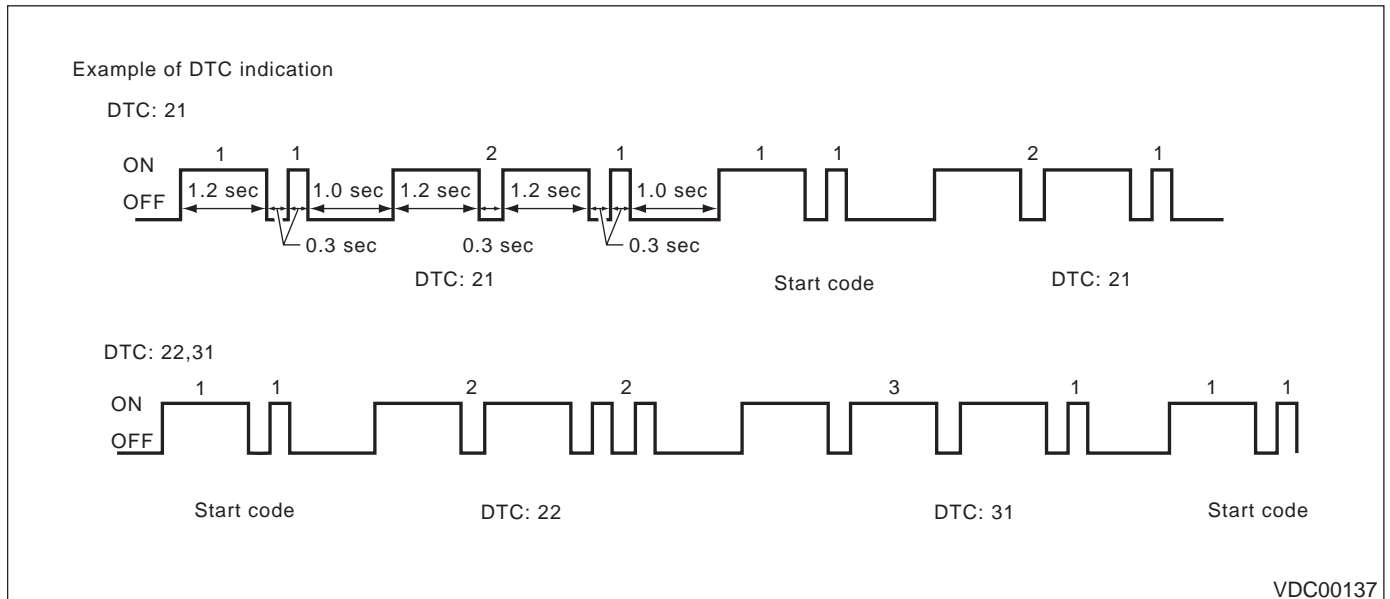 Example of DTC indication
DTC: 21
1 1 2 1 1 1 2 1
ON
OFF
1.2 sec 1.0 sec 1.2 sec 1.2 sec 1.0 sec
0.3 sec 0.3 sec 0.3 sec
DTC: 21 Start code DTC: 21
DTC: 22,31
1 1 2 2 3 1 1 1
ON
OFF
Start code DTC: 22 DTC: 31 Start code
VDC00137